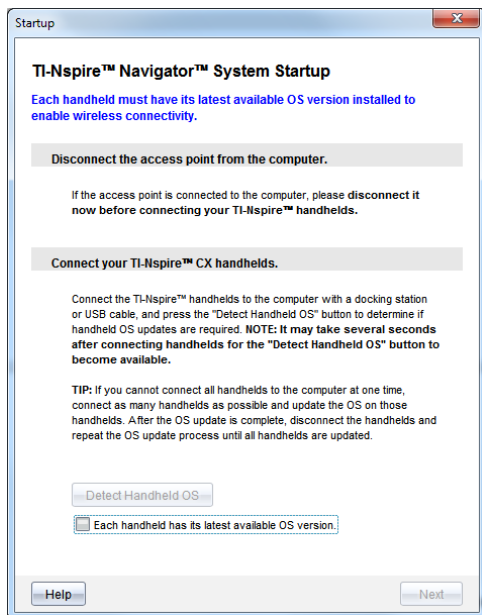 Startup
TI-Nspire™ Navigator™ System Startup
Each handheld must have its latest available OS version installed to
enable wireless connectivity.
Disconnect the access point from the computer.
If the access point is connected to the computer, please disconnect it
now before connecting your TI-Nspire™ handhelds.
Connect your TI-Nspire™ CX handhelds.
Connect the TI-Nspire™ handhelds to the computer with a docking station
or USB cable, and press the "Detect Handheld OS" button to determine if
handheld OS updates are required. NOTE: It may take several seconds
after connecting handhelds for the "Detect Handheld OS" button to
become available.
TIP: If you cannot connect all handhelds to the computer at one time,
connect as many handhelds as possible and update the OS on those
handhelds. After the OS update is complete, disconnect the handhelds and
repeat the OS update process until all handhelds are updated.
Detect Handheld OS
Each handheld has its latest available OS version.
Help
Next